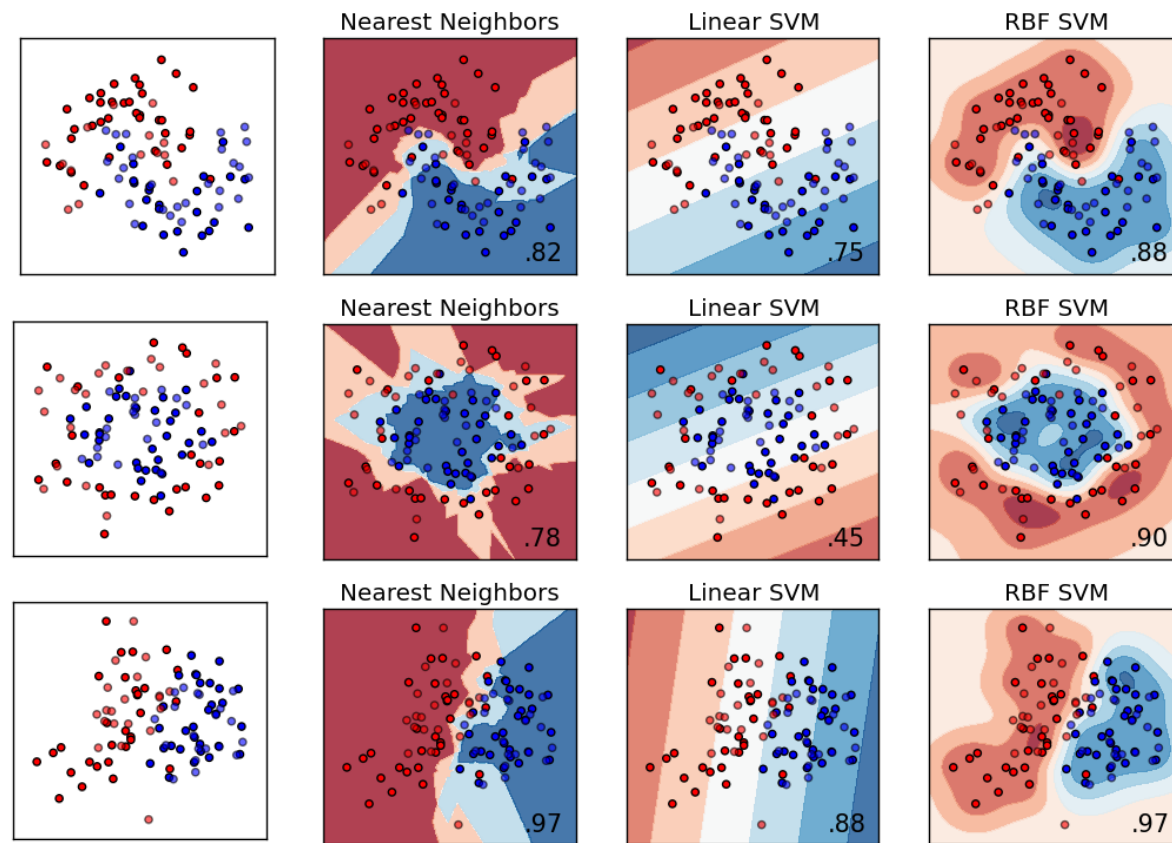 Nearest Neighbors
Linear SVM
RBF SVM
.82
.75
.88
Nearest Neighbors
Linear SVM
RBF SVM
.78
.45
.90
Nearest Neighbors
Linear SVM
RBF SVM
.97
.88
.97